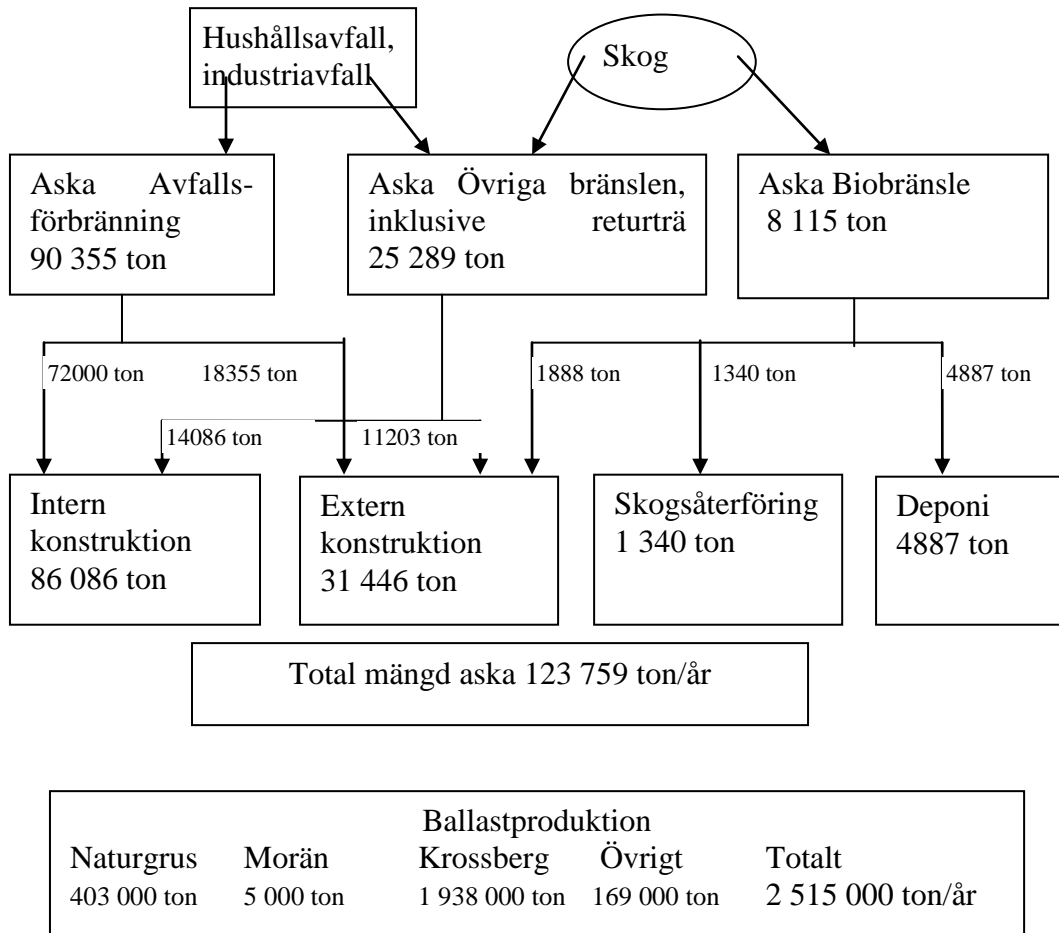 Hushållsavfall,
industriavfall
Skog
Aska Avfalls-
förbränning
90 355 ton
Aska Övriga bränslen,
inklusive returträ
25 289 ton
Aska Biobränsle
8 115 ton
72000 ton
18355 ton
1888 ton
1340 ton
4887 ton
14086 ton
11203 ton
Intern
konstruktion
86 086 ton
Extern
konstruktion
31 446 ton
Skogsåterföring
1 340 ton
Deponi
4887 ton
Total mängd aska 123 759 ton/år
Ballastproduktion
Naturgrus Morän Krossberg Övrigt Totalt
403 000 ton 5 000 ton 1 938 000 ton 169 000 ton 2 515 000 ton/år